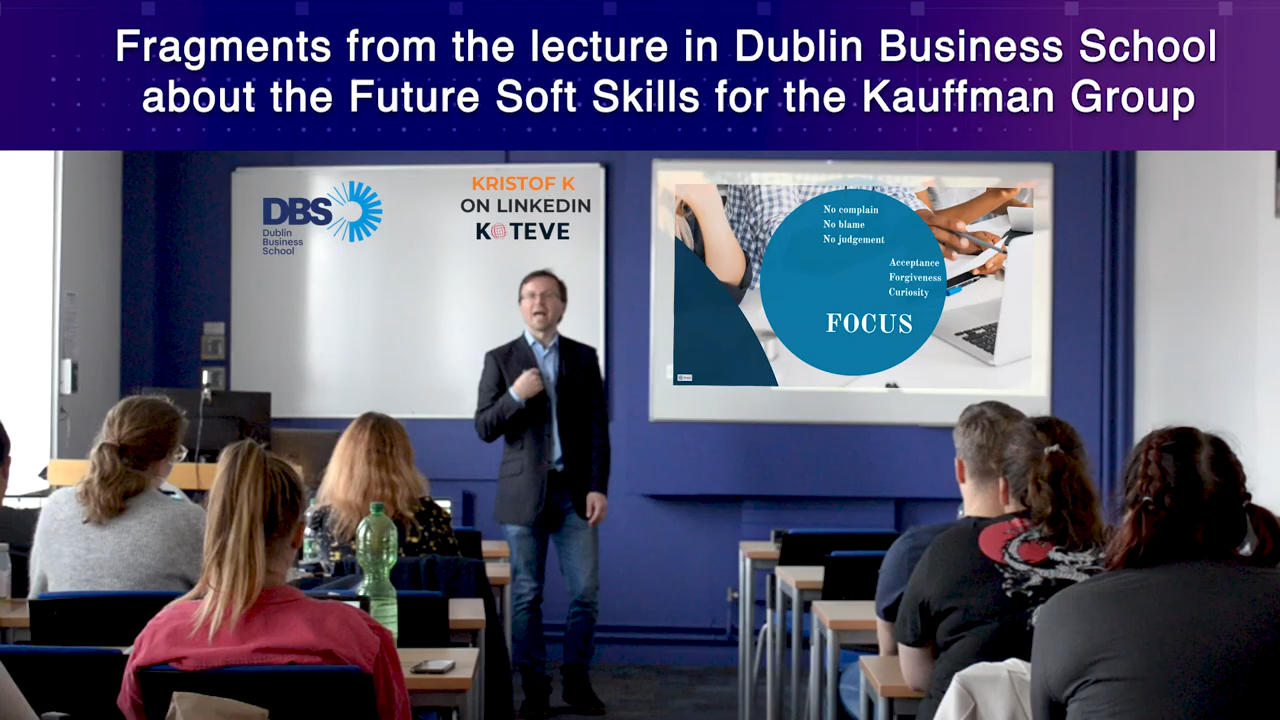 Fragments from the lecture in Dublin Business School
about the Future Soft Skills for the Kauffman Group
DBS
Dublin
Business
School
KRISTOF K
ON LINKEDIN
KOTEVE
No complain
No blame
No judgement
Acceptance
Forgiveness
Curiosity
FOCUS